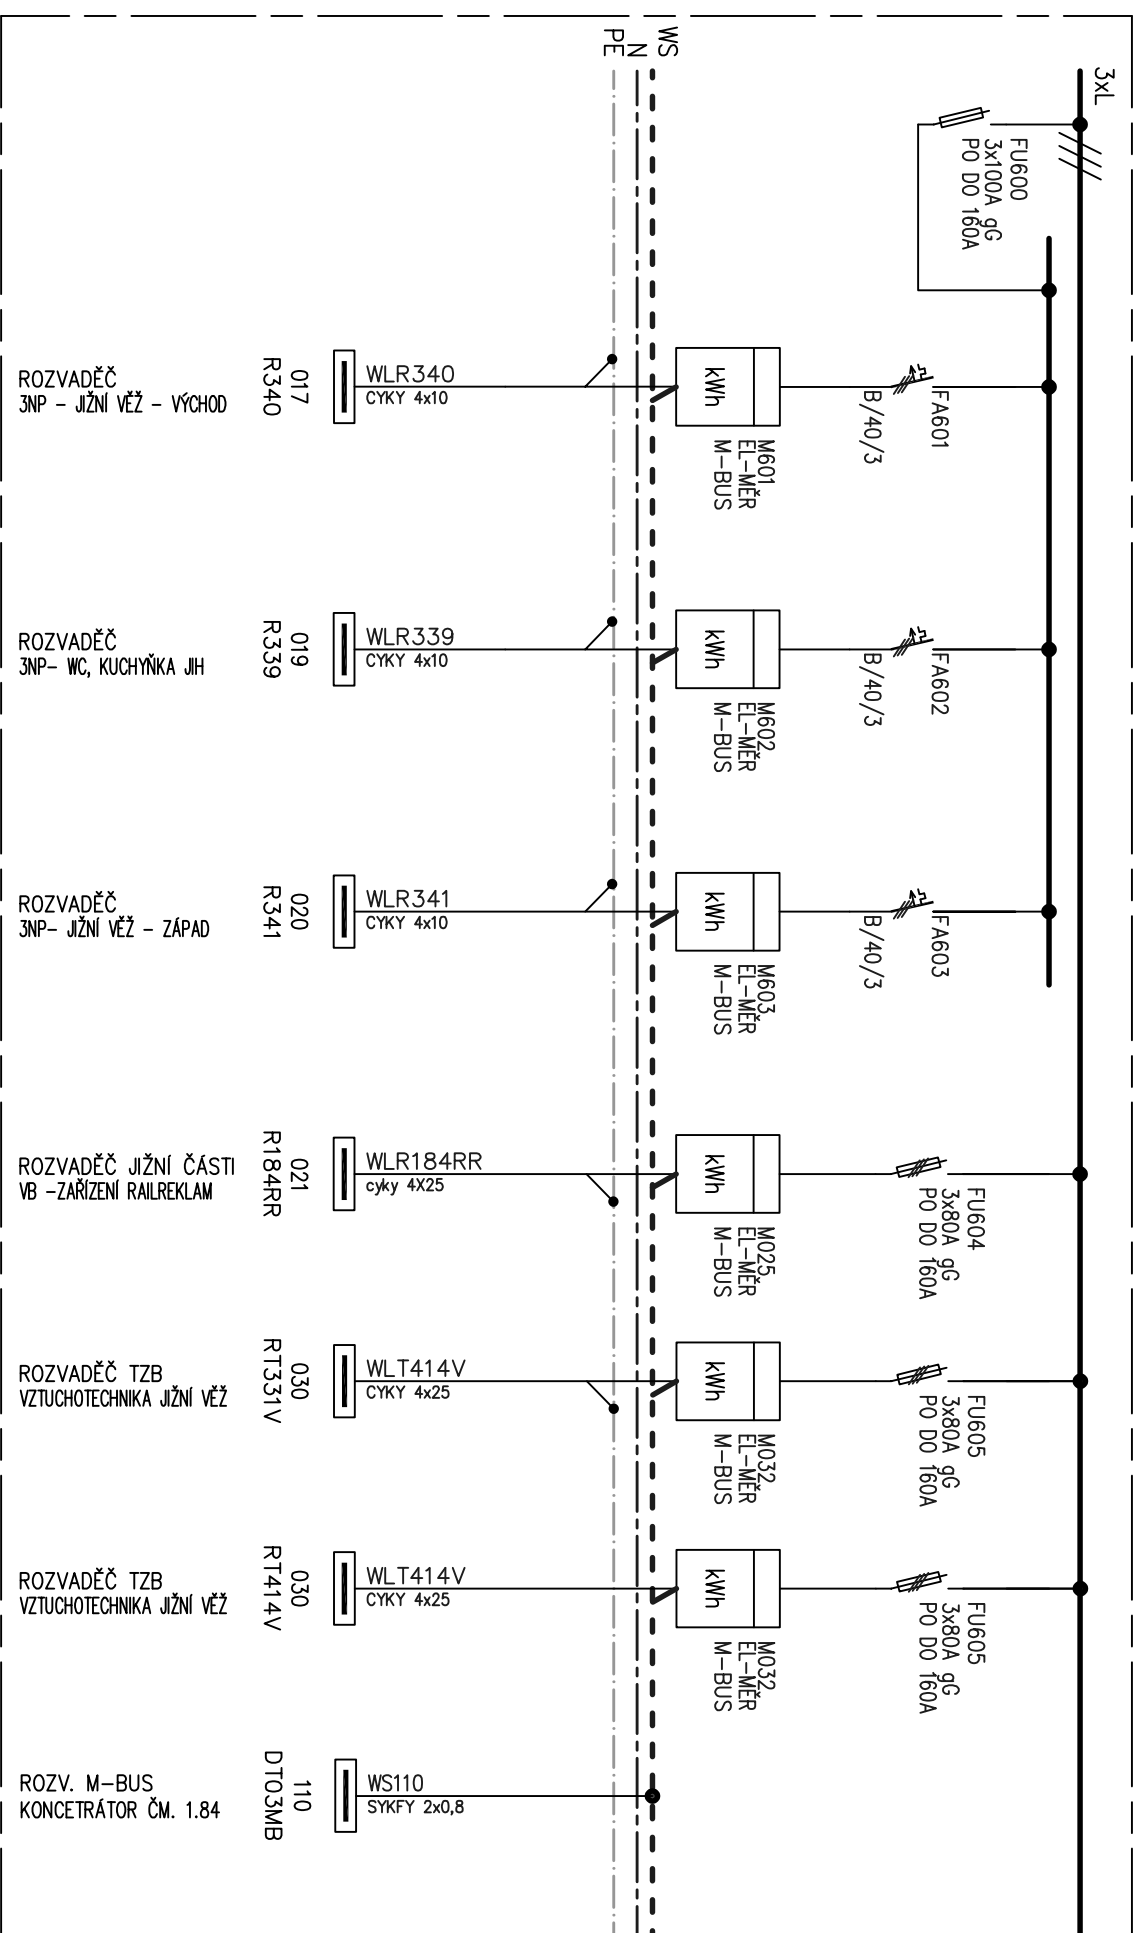 3xL
WS
N
PE
FU600
3x100A gG
PO DO 160A
FA601
B/40/3
M601
EL-MĚR
M-BUS
kWh
WLR340
CYKY 4x10
017
R340
ROZVADĚČ
3NP - JIŽNÍ VĚŽ - VÝCHOD
FA602
B/40/3
M602
EL-MĚR
M-BUS
kWh
WLR339
CYKY 4x10
019
R339
ROZVADĚČ
3NP- WC, KUCHYŇKA JIH
FA603
B/40/3
M603
EL-MĚR
M-BUS
kWh
WLR341
CYKY 4x10
020
R341
ROZVADĚČ
3NP- JIŽNÍ VĚŽ - ZÁPAD
FU604
3x80A gG
PO DO 160A
M025
EL-MĚR
M-BUS
kWh
WLR184RR
cyky 4X25
021
R184RR
ROZVADĚČ JIŽNÍ ČÁSTI
VB -ZAŘÍZENÍ RAILREKLAM
FU605
3x80A gG
PO DO 160A
M032
EL-MĚR
M-BUS
kWh
WLT414V
CYKY 4x25
030
RT331V
ROZVADĚČ TZB
VZTUCHOTECHNIKA JIŽNÍ VĚŽ
FU605
3x80A gG
PO DO 160A
M032
EL-MĚR
M-BUS
kWh
WLT414V
CYKY 4x25
030
RT414V
ROZVADĚČ TZB
VZTUCHOTECHNIKA JIŽNÍ VĚŽ
WS110
SYKFY 2x0,8
110
DT03MB
ROZV. M-BUS
KONCETRÁTOR ČM. 1.84